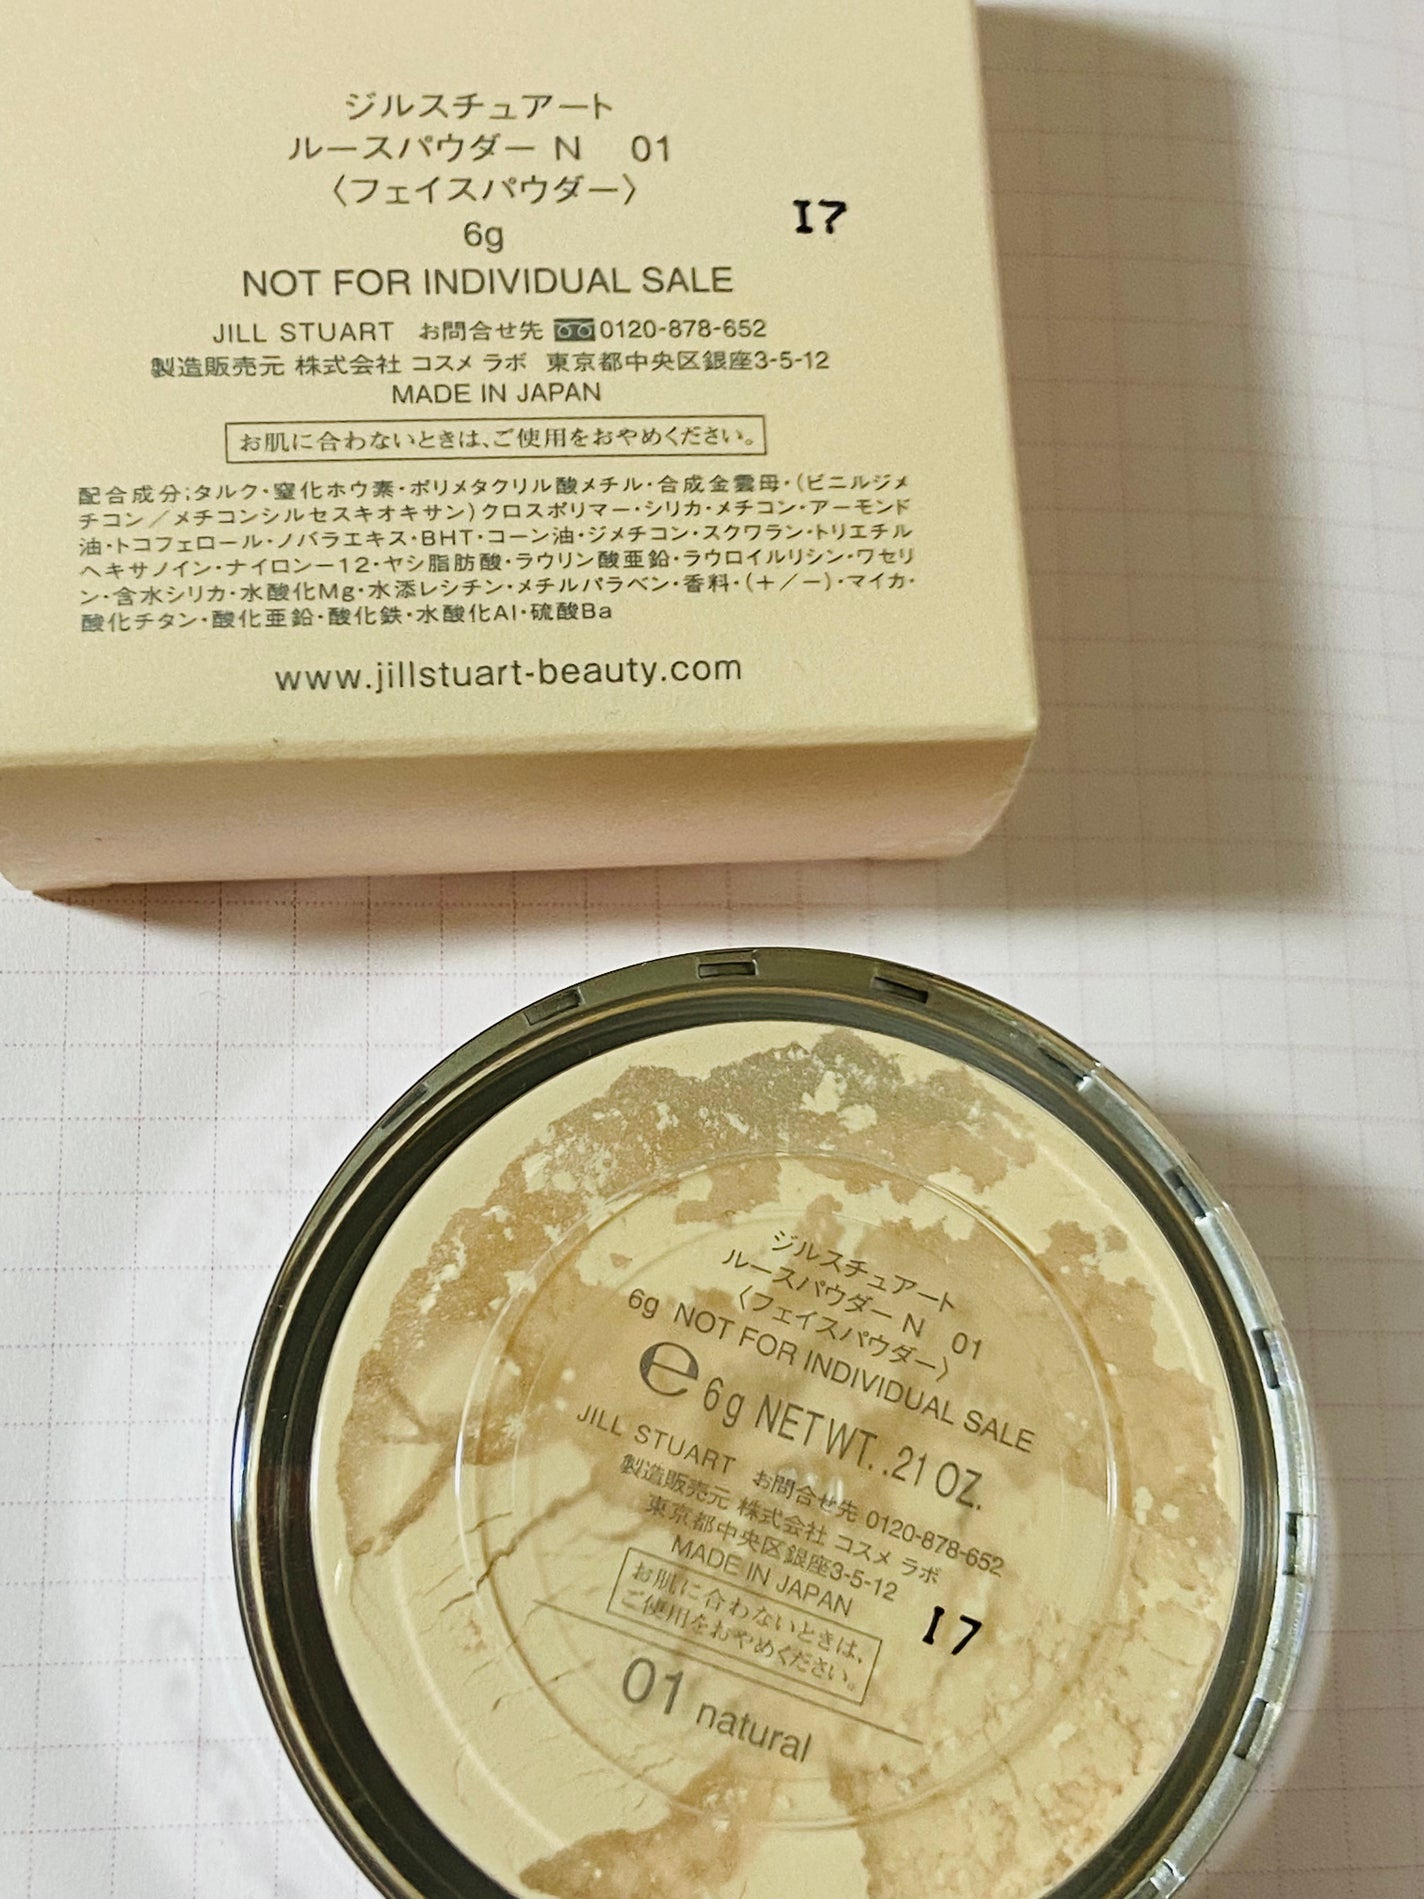 ジルスチュアート
ルースパウダー N 01
〈フェイスパウダー〉
6g
I7
NOT FOR INDIVIDUAL SALE
JILL STUART お問合せ先 0120-878-652
製造販売元 株式会社 コスメ ラボ 東京都中央区銀座3-5-12
MADE IN JAPAN
お肌に合わないときは、ご使用をおやめください。
配合成分;タルク・窒化ホウ素・ポリメタクリル酸メチル・合成金雲母・(ビニルジメ
チコン/メチコンシルセスキオキサン)クロスポリマー・シリカ・メチコン・アーモンド
油・トコフェロール・ノバラエキス・BHT・コーン油・ジメチコン・スクワラン・トリエチル
ヘキサノイン・ナイロン-12・ヤシ脂肪酸・ラウリン酸亜鉛・ラウロイルリシン・ワセリ
ン・含水シリカ・水酸化Mg・水添レシチン・メチルパラベン・香料・(+/-)・マイカ・
酸化チタン・酸化亜鉛・酸化鉄・水酸化Al・硫酸Ba
www.jillstuart-beauty.com
ジルスチュアート
ルースパウダー N 01
〈フェイスパウダー〉
6g NOT FOR INDIVIDUAL SALE
e 6g NET WT. .21 OZ.
JILL STUART お問合せ先 0120-878-652
製造販売元 株式会社 コスメ ラボ
東京都中央区銀座3-5-12
MADE IN JAPAN
お肌に合わないときは、
ご使用をおやめください。
I7
01 natural